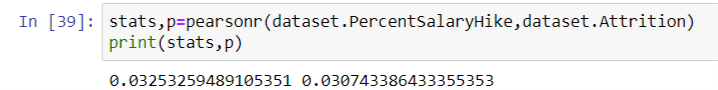 In [39]: stats,p=pearsonr(dataset.PercentSalaryHike,dataset.Attrition)
print(stats,p)
0.03253259489105351 0.030743386433355353